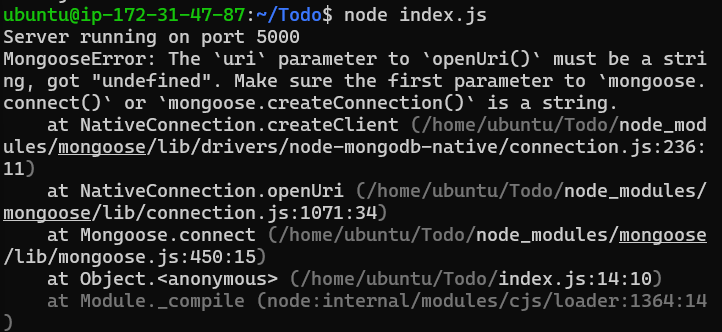 ubuntu@ip-172-31-47-87:~/Todo$ node index.js
Server running on port 5000
MongooseError: The `uri` parameter to `openUri()` must be a stri
ng, got "undefined". Make sure the first parameter to `mongoose.
connect()` or `mongoose.createConnection()` is a string.
    at NativeConnection.createClient (/home/ubuntu/Todo/node_mod
ules/mongoose/lib/drivers/node-mongodb-native/connection.js:236:
11)
    at NativeConnection.openUri (/home/ubuntu/Todo/node_modules/
mongoose/lib/connection.js:1071:34)
    at Mongoose.connect (/home/ubuntu/Todo/node_modules/mongoose
/lib/mongoose.js:450:15)
    at Object.<anonymous> (/home/ubuntu/Todo/index.js:14:10)
    at Module._compile (node:internal/modules/cjs/loader:1364:14
)